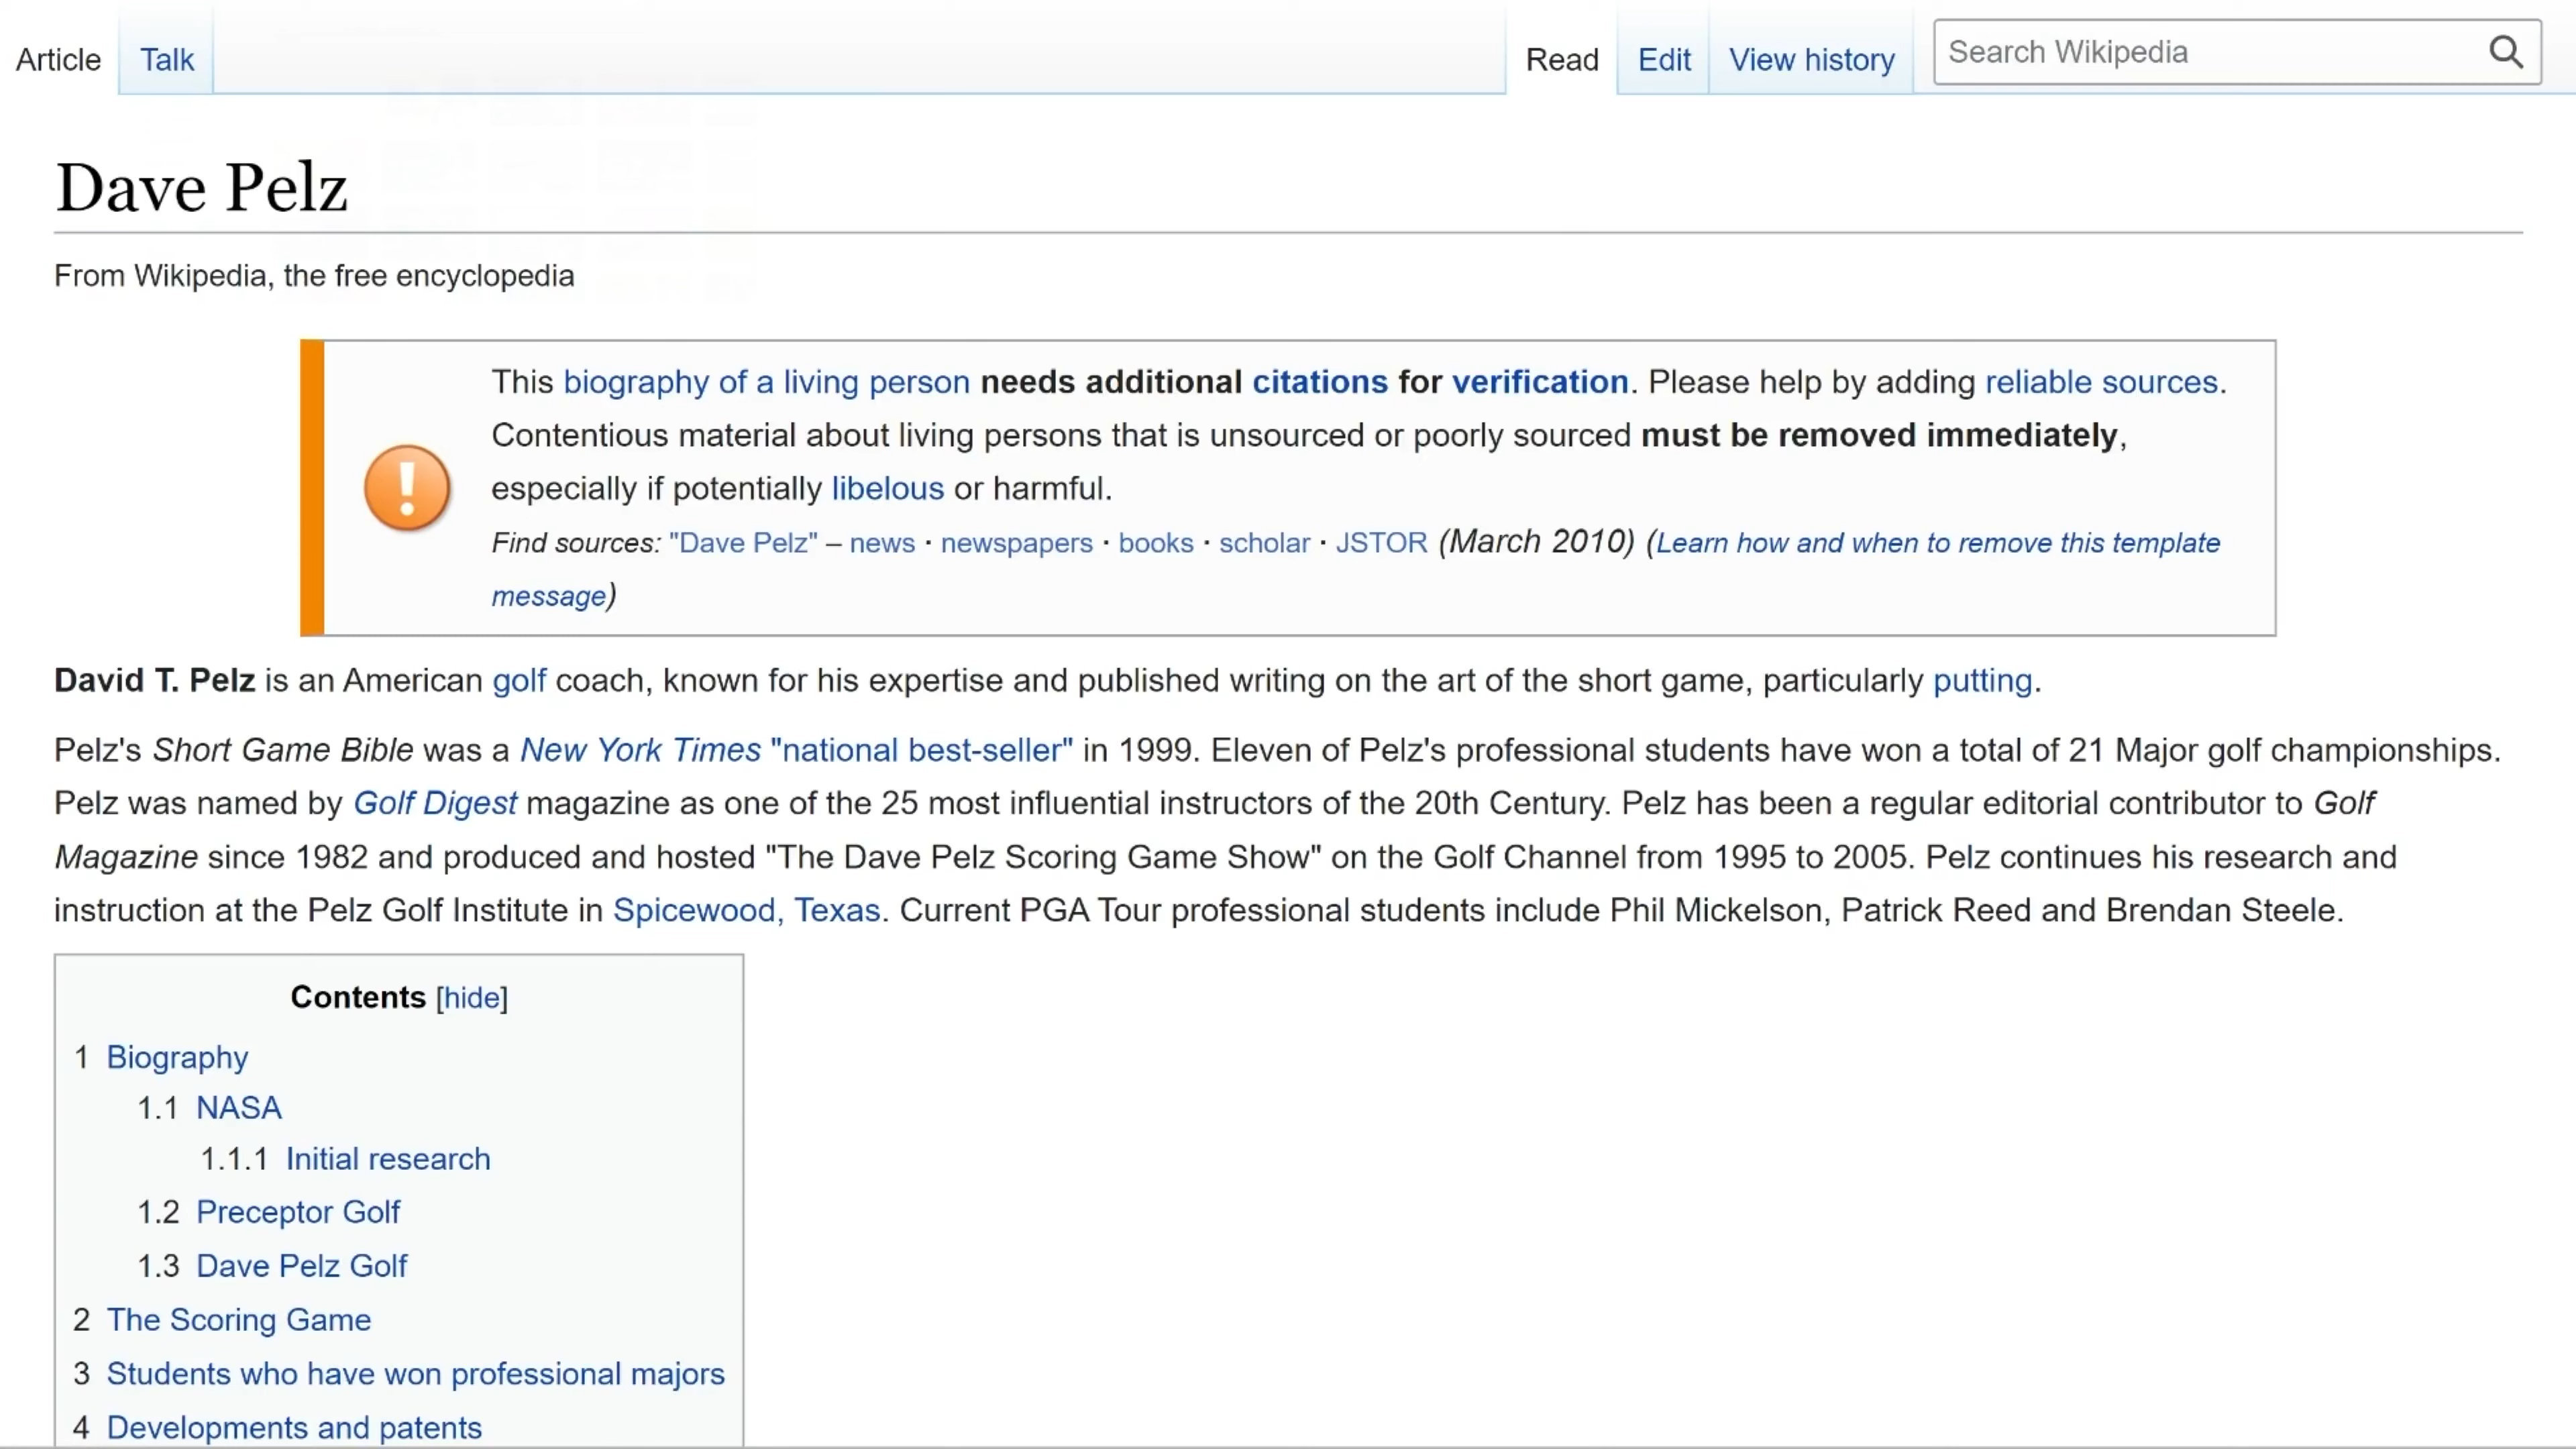 Article Talk Read Edit View history Search Wikipedia
Dave Pelz
From Wikipedia, the free encyclopedia
This biography of a living person needs additional citations for verification. Please help by adding reliable sources.
Contentious material about living persons that is unsourced or poorly sourced must be removed immediately,
especially if potentially libelous or harmful.
Find sources: "Dave Pelz" – news · newspapers · books · scholar · JSTOR (March 2010) (Learn how and when to remove this template
message)
David T. Pelz is an American golf coach, known for his expertise and published writing on the art of the short game, particularly putting.
Pelz's Short Game Bible was a New York Times "national best-seller" in 1999. Eleven of Pelz's professional students have won a total of 21 Major golf championships.
Pelz was named by Golf Digest magazine as one of the 25 most influential instructors of the 20th Century. Pelz has been a regular editorial contributor to Golf
Magazine since 1982 and produced and hosted "The Dave Pelz Scoring Game Show" on the Golf Channel from 1995 to 2005. Pelz continues his research and
instruction at the Pelz Golf Institute in Spicewood, Texas. Current PGA Tour professional students include Phil Mickelson, Patrick Reed and Brendan Steele.
Contents [hide]
1 Biography
1.1 NASA
1.1.1 Initial research
1.2 Preceptor Golf
1.3 Dave Pelz Golf
2 The Scoring Game
3 Students who have won professional majors
4 Developments and patents